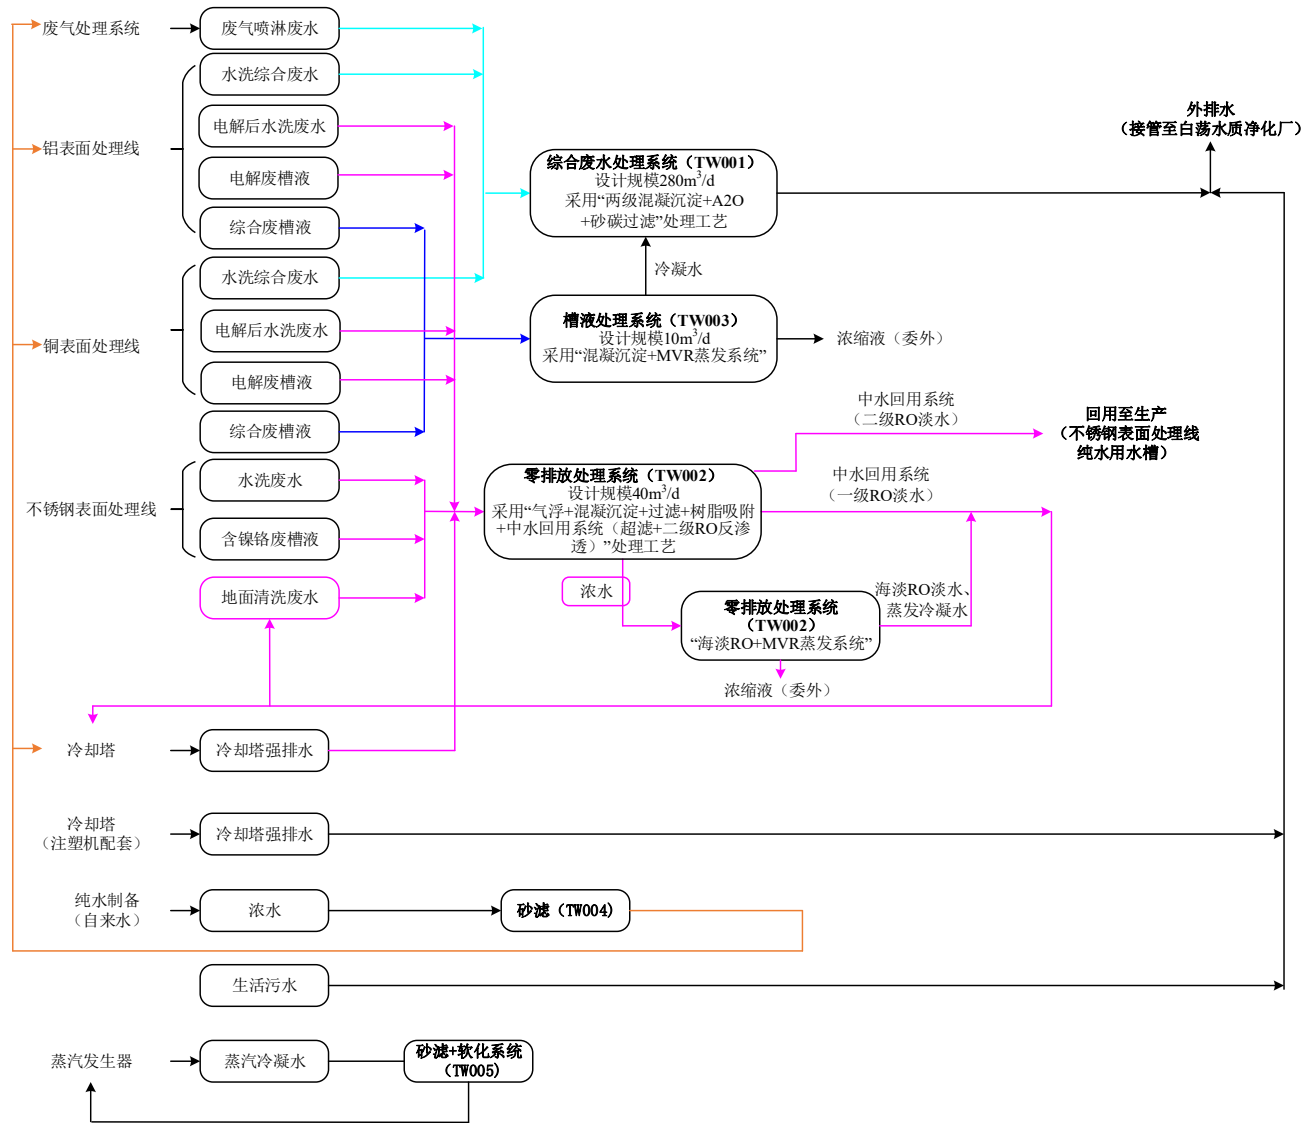 废气处理系统
废气喷淋废水
水洗综合废水
电解后水洗废水
铝表面处理线
电解废槽液
综合废槽液
水洗综合废水
电解后水洗废水
铜表面处理线
电解废槽液
综合废槽液
水洗废水
不锈钢表面处理线
含镍铬废槽液
地面清洗废水
综合废水处理系统（TW001）
设计规模280m³/d
采用“两级混凝沉淀+A2O
+砂碳过滤”处理工艺
外排水
（接管至白荡水质净化厂）
冷凝水
槽液处理系统（TW003）
设计规模10m³/d
采用“混凝沉淀+MVR蒸发系统”
浓缩液（委外）
中水回用系统
（二级RO淡水）
回用至生产
（不锈钢表面处理线
纯水用水槽）
零排放处理系统（TW002）
设计规模40m³/d
采用“气浮+混凝沉淀+过滤+树脂吸附
+中水回用系统（超滤+二级RO反渗
透）”处理工艺
中水回用系统
（一级RO淡水）
浓水
零排放处理系统
（TW002）
“海淡RO+MVR蒸发系统”
海淡RO淡水、
蒸发冷凝水
浓缩液（委外）
冷却塔
冷却塔强排水
冷却塔
（注塑机配套）
冷却塔强排水
纯水制备
（自来水）
浓水
砂滤（TW004）
生活污水
蒸汽发生器
蒸汽冷凝水
砂滤+软化系统
（TW005）